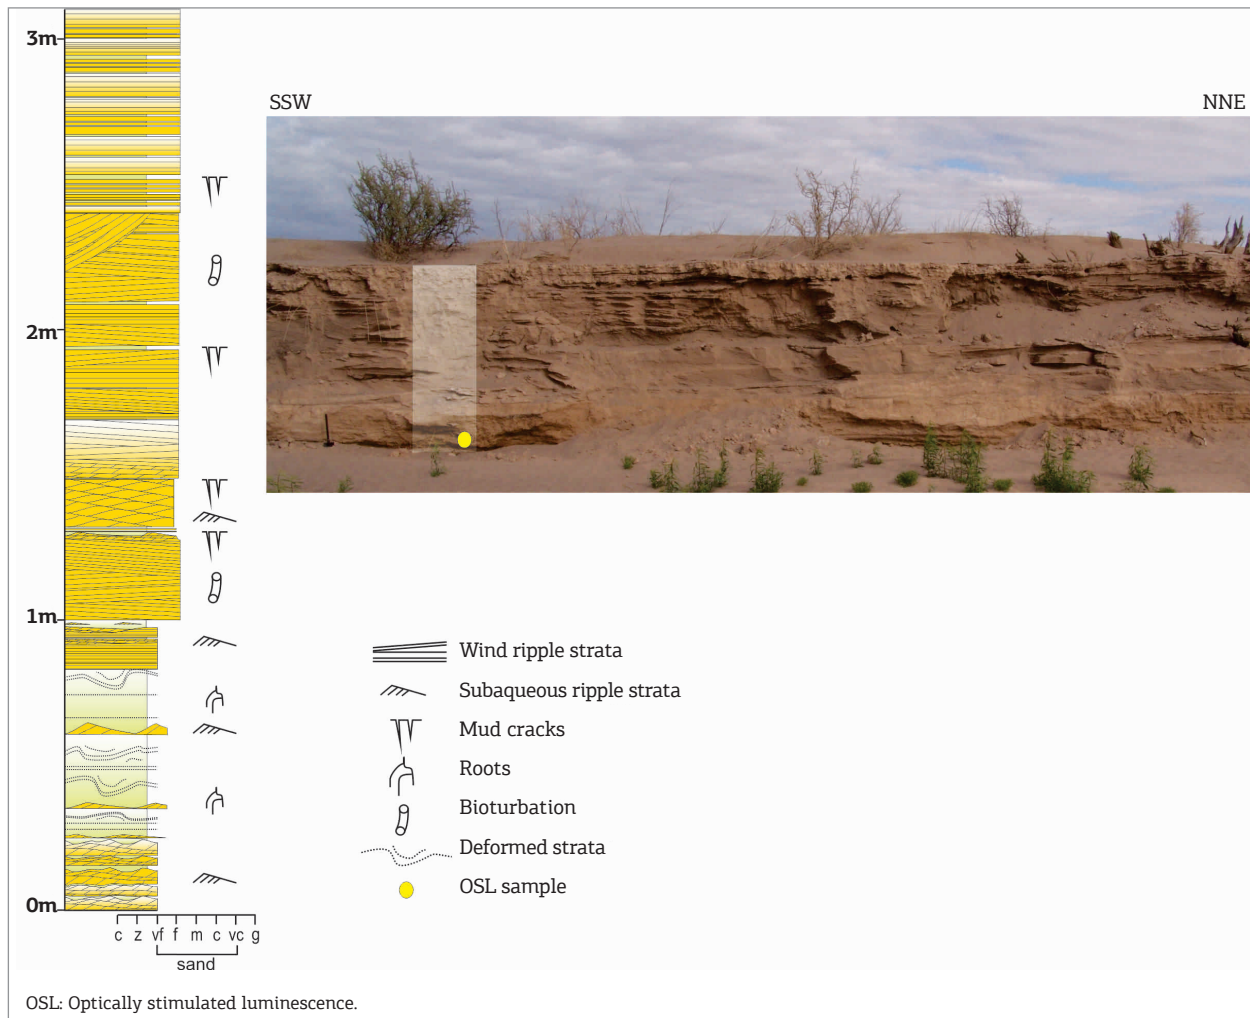 3m
SSW
NNE
2m
1m
Wind ripple strata
Subaqueous ripple strata
Mud cracks
Roots
Bioturbation
Deformed strata
OSL sample
0m
c z vf f m c vc g
sand
OSL: Optically stimulated luminescence.